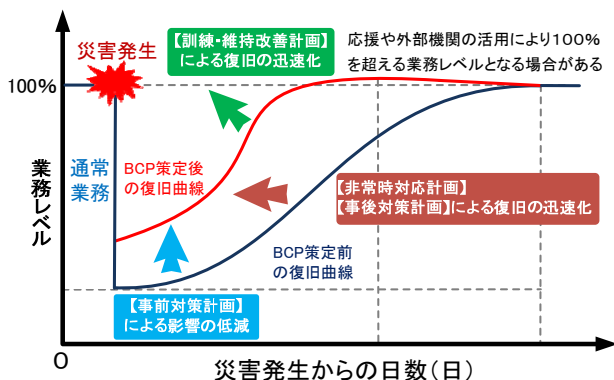 災害発生
【訓練・維持改善計画】
による復旧の迅速化
応援や外部機関の活用により100%
を超える業務レベルとなる場合がある
100%
業務レベル
通常
業務
BCP策定後
の復旧曲線
【非常時対応計画】
【事後対策計画】による復旧の迅速化
BCP策定前
の復旧曲線
【事前対策計画】
による影響の低減
0
災害発生からの日数(日)